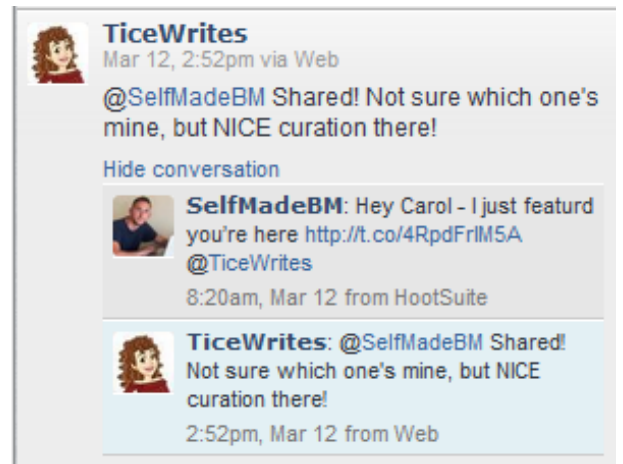 TiceWrites
Mar 12, 2:52pm via Web
@SelfMadeBM Shared! Not sure which one's
mine, but NICE curation there!
Hide conversation
SelfMadeBM: Hey Carol - I just featurd
you're here http://t.co/4RpdFrlM5A
@TiceWrites
8:20am, Mar 12 from HootSuite
TiceWrites: @SelfMadeBM Shared!
Not sure which one's mine, but NICE
curation there!
2:52pm, Mar 12 from Web